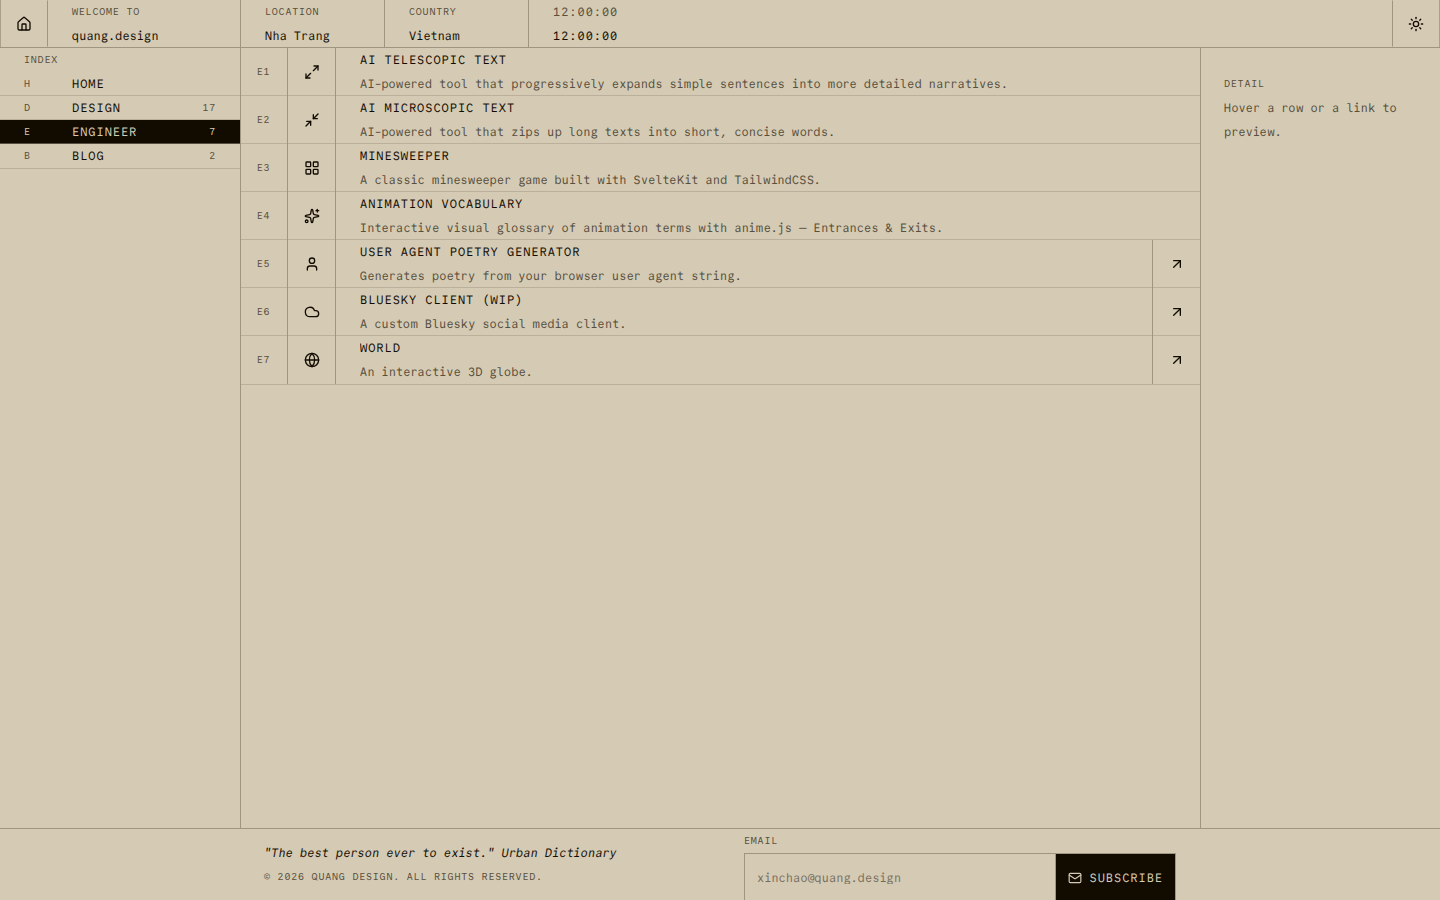 WELCOME TO
quang.design
LOCATION
Nha Trang
COUNTRY
Vietnam
12:00:00
12:00:00
INDEX
H HOME
D DESIGN 17
E ENGINEER 7
B BLOG 2
E1 AI TELESCOPIC TEXT
AI-powered tool that progressively expands simple sentences into more detailed narratives.
E2 AI MICROSCOPIC TEXT
AI-powered tool that zips up long texts into short, concise words.
E3 MINESWEEPER
A classic minesweeper game built with SvelteKit and TailwindCSS.
E4 ANIMATION VOCABULARY
Interactive visual glossary of animation terms with anime.js — Entrances & Exits.
E5 USER AGENT POETRY GENERATOR
Generates poetry from your browser user agent string.
E6 BLUESKY CLIENT (WIP)
A custom Bluesky social media client.
E7 WORLD
An interactive 3D globe.
DETAIL
Hover a row or a link to
preview.
"The best person ever to exist." Urban Dictionary
© 2026 QUANG DESIGN. ALL RIGHTS RESERVED.
EMAIL
xinchao@quang.design
SUBSCRIBE